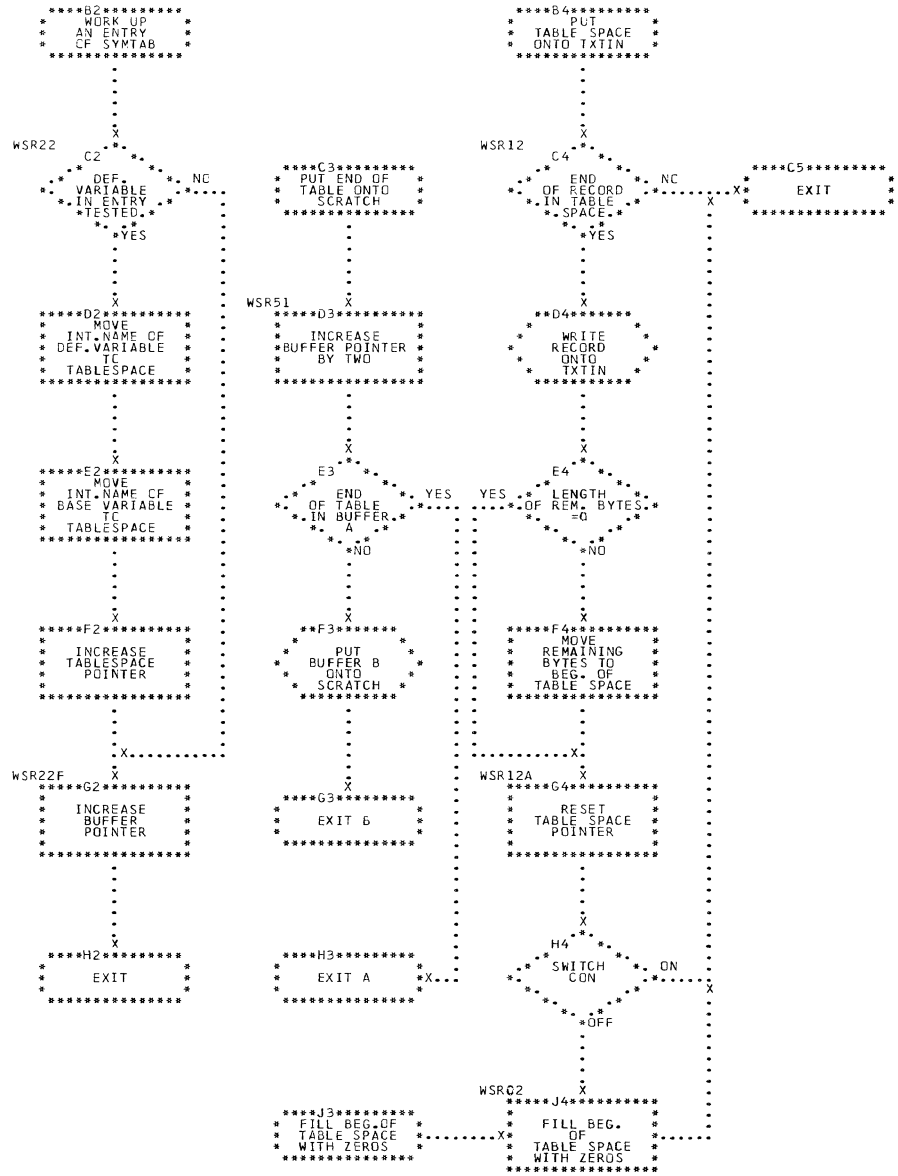 B2
WORK UP
AN ENTRY
CF SYMTAB
WSR22
C2
DEF.
VARIABLE
IN ENTRY
TESTED.
NC
YES
D2
MOVE
INT.NAME OF
DEF.VARIABLE
TC
TABLESPACE
E2
MOVE
INT.NAME CF
BASE VARIABLE
TC
TABLESPACE
F2
INCREASE
TABLESPACE
POINTER
WSR22F
G2
INCREASE
BUFFER
POINTER
H2
EXIT
C3
PUT END OF
TABLE ONTO
SCRATCH
WSR51
D3
INCREASE
BUFFER POINTER
BY TWO
E3
END
OF TABLE
IN BUFFER
A
YES
NO
F3
PUT
BUFFER B
ONTO
SCRATCH
G3
EXIT B
H3
EXIT A
J3
FILL BEG.OF
TABLE SPACE
WITH ZEROS
B4
PUT
TABLE SPACE
ONTO TXTIN
WSR12
C4
END
OF RECORD
IN TABLE
SPACE.
NC
YES
D4
WRITE
RECORD
ONTO
TXTIN
E4
YES
LENGTH
OF REM. BYTES
=0
NO
F4
MOVE
REMAINING
BYTES TO
BEG. OF
TABLE SPACE
WSR12A
G4
RESET
TABLE SPACE
POINTER
H4
SWITCH
CON
ON
OFF
WSR02
J4
FILL BEG.
OF
TABLE SPACE
WITH ZEROS
C5
EXIT